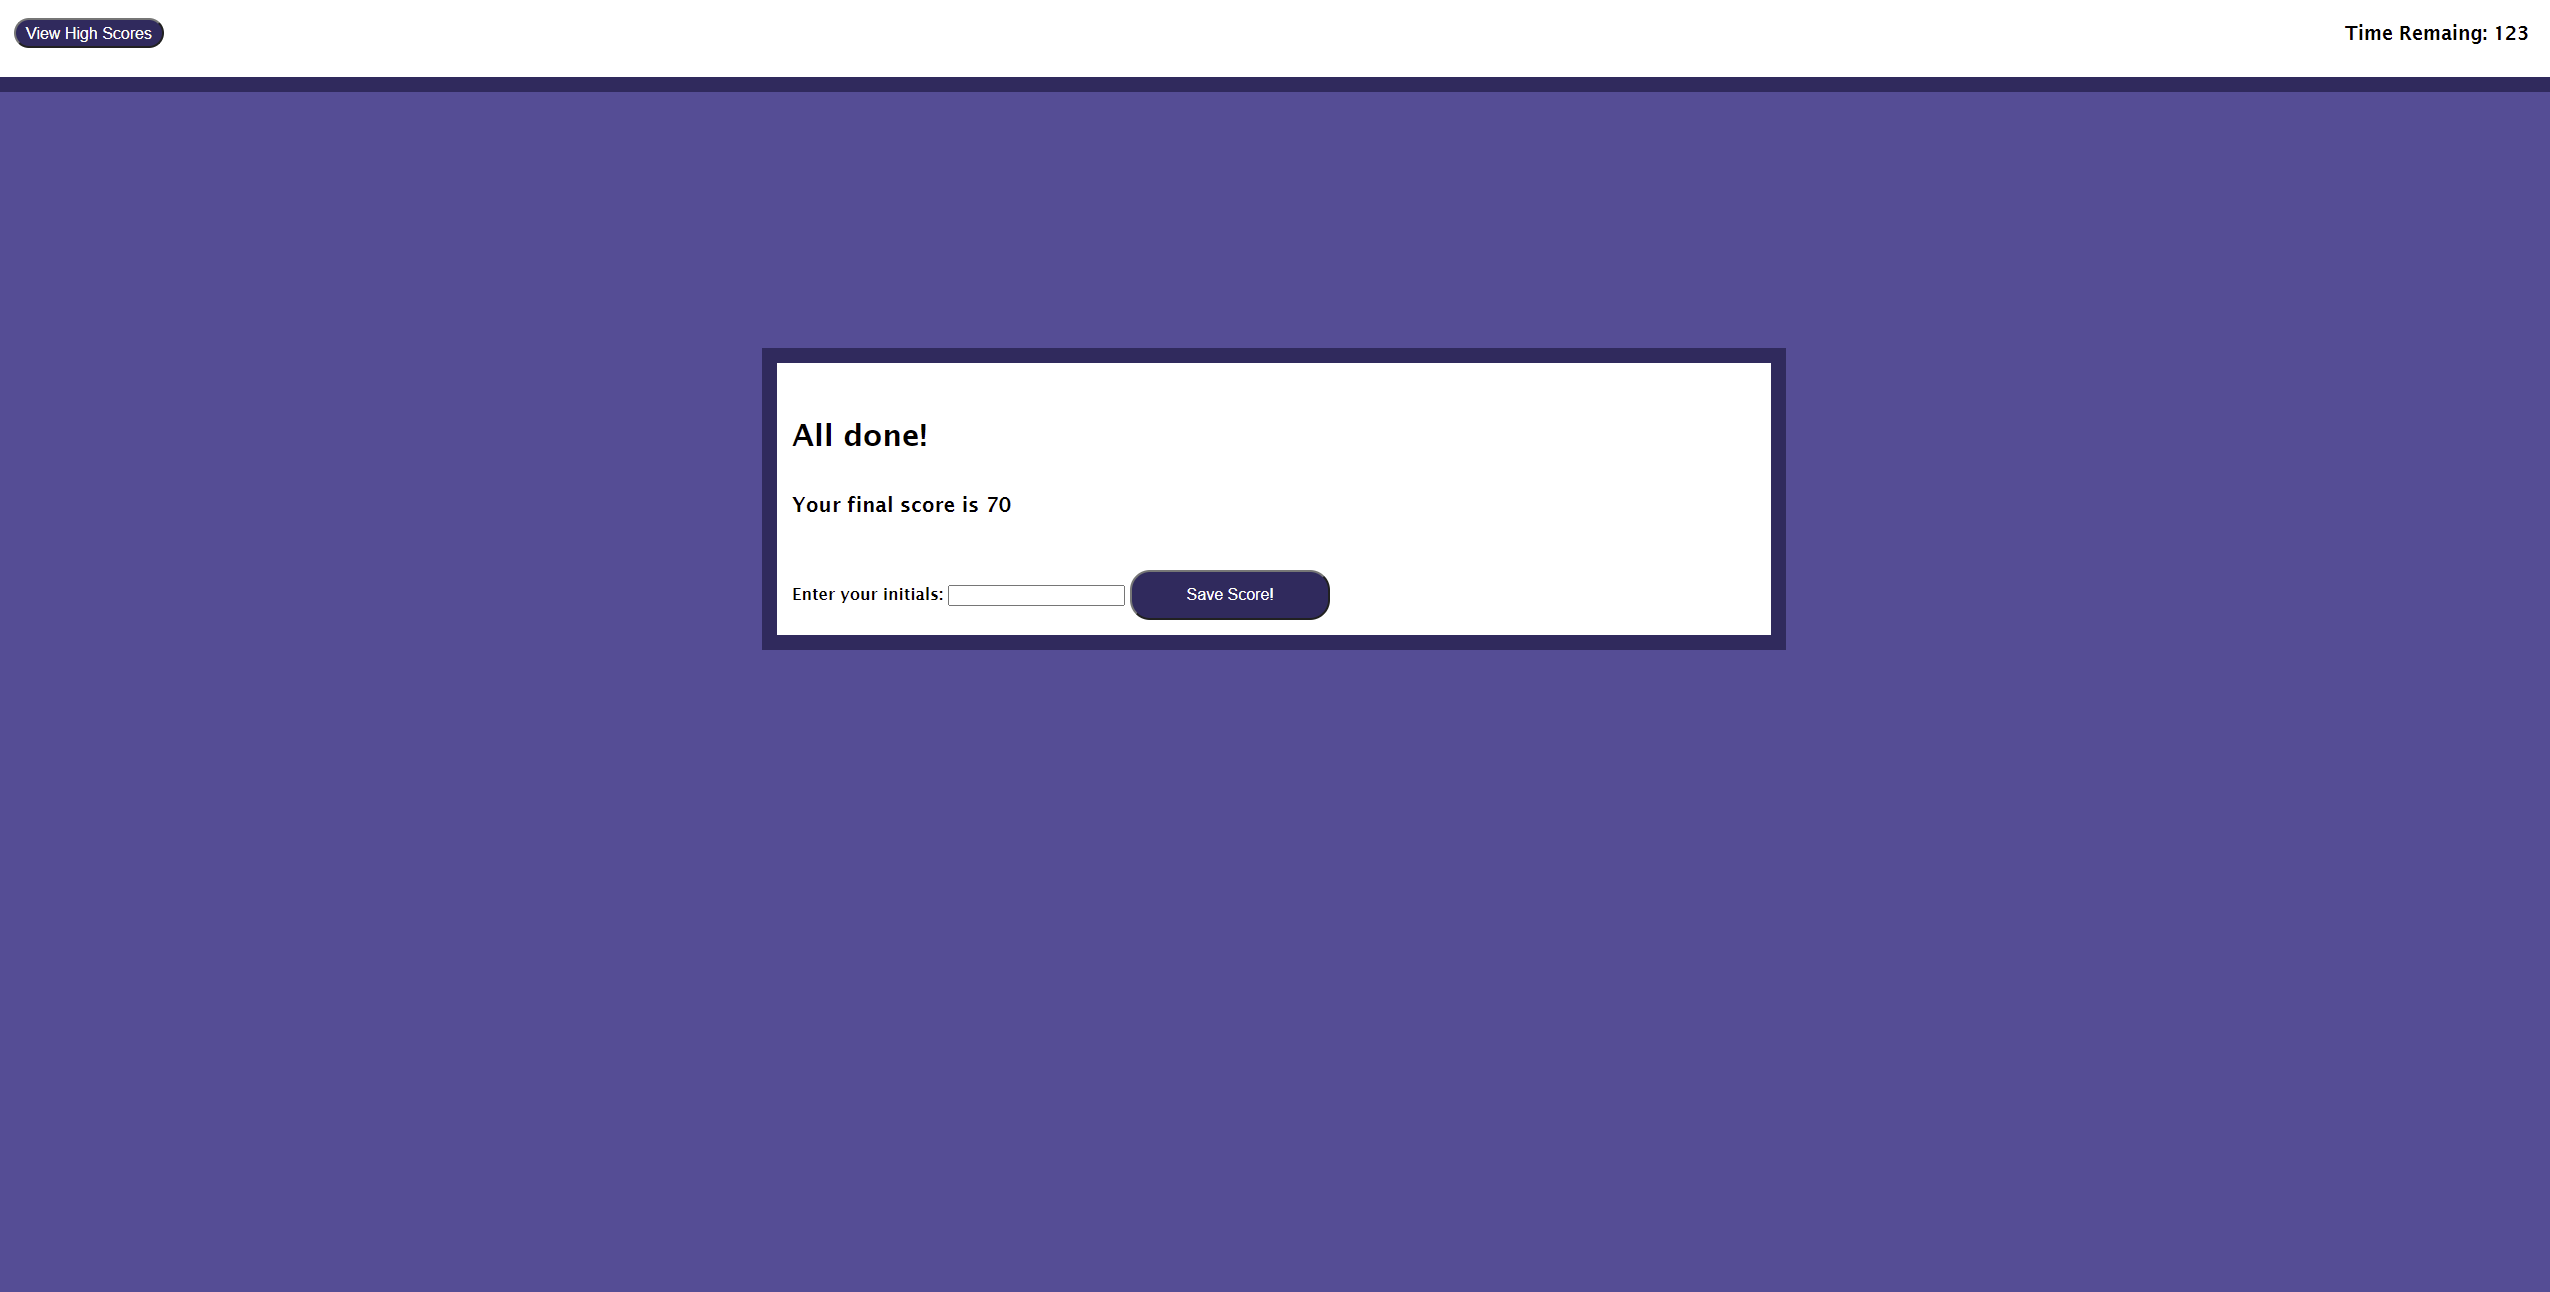 View High Scores
Time Remaing: 123
All done!
Your final score is 70
Enter your initials:
Save Score!